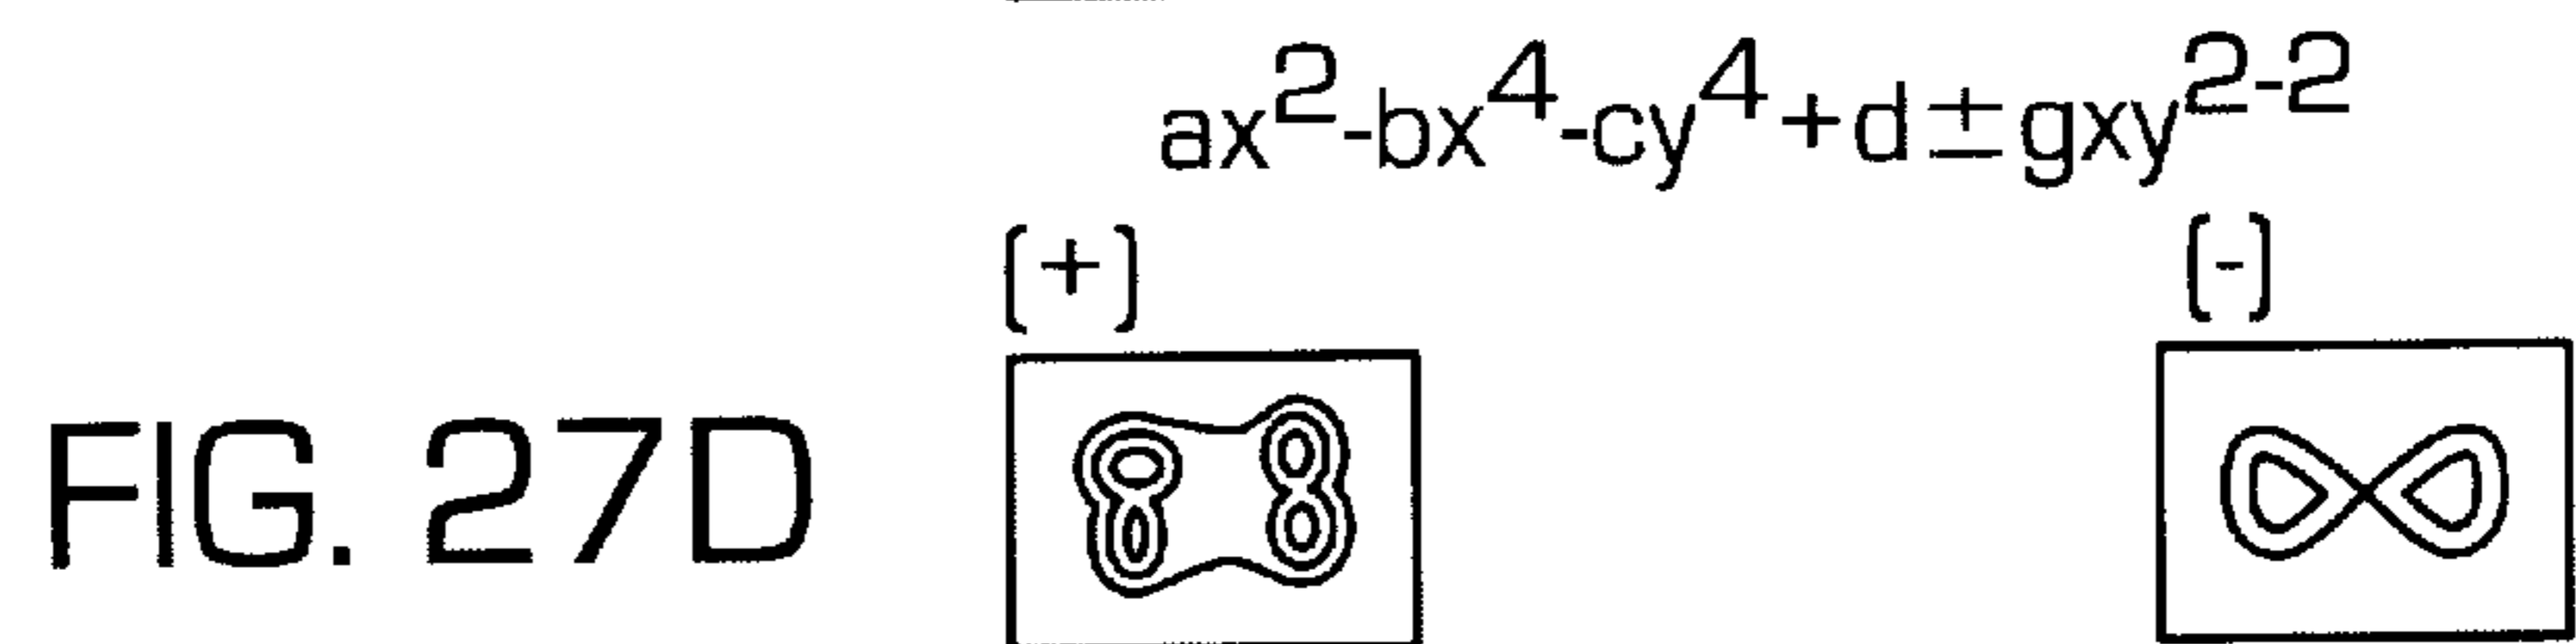 ax²-bx⁴-cy⁴+d±gxy²⁻²
(+) (-)
FIG. 27D